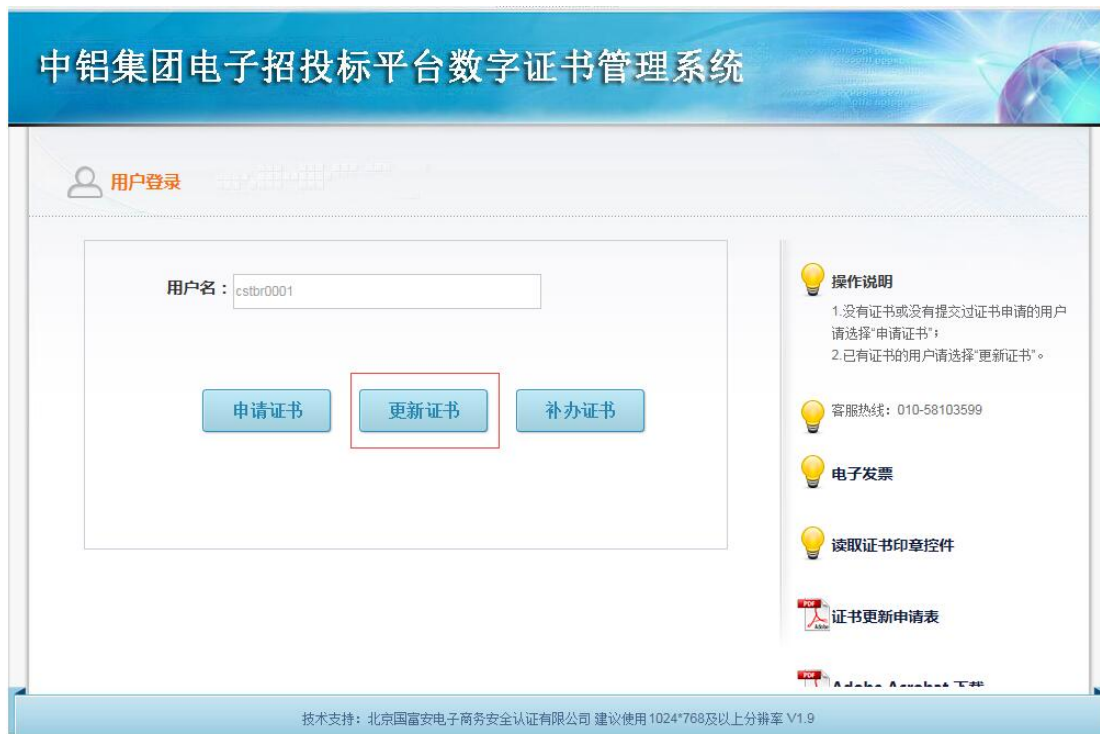 中铝集团电子招投标平台数字证书管理系统
用户登录
用户名：cstbr0001
申请证书
更新证书
补办证书
操作说明
1.没有证书或没有提交过证书申请的用户
请选择“申请证书”；
2.已有证书的用户请选择“更新证书”。
客服热线：010-58103599
电子发票
读取证书印章控件
PDF
Adobe
证书更新申请表
PDF
Adobe Acrobat 下载
技术支持：北京国富安电子商务安全认证有限公司 建议使用1024*768及以上分辨率 V1.9